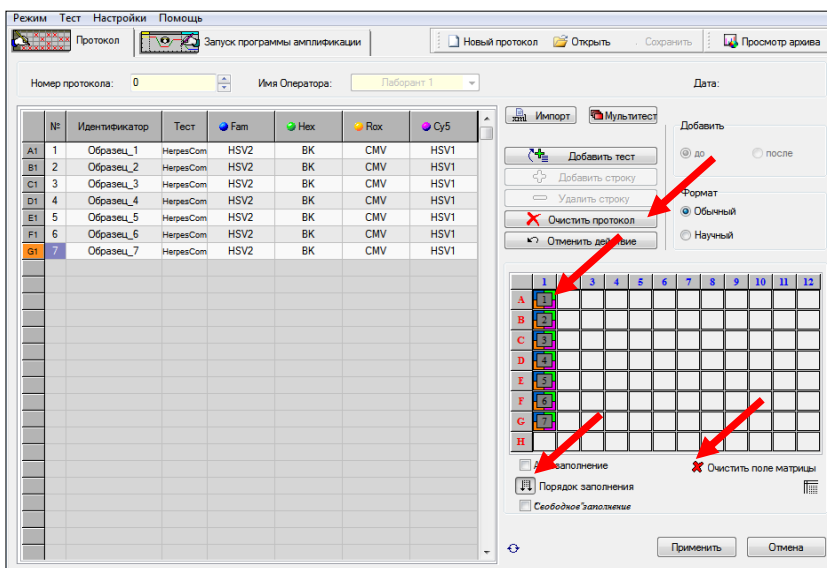 Режим Тест Настройки Помощь
Протокол Запуск программы амплификации Новый протокол Открыть Сохранить Просмотр архива
Номер протокола: 0 Имя Оператора: Лаборант 1 Дата:
№ Идентификатор Тест Fam Hex Rox Cy5
A1 1 Образец_1 HerpesCom HSV2 BK CMV HSV1
B1 2 Образец_2 HerpesCom HSV2 BK CMV HSV1
C1 3 Образец_3 HerpesCom HSV2 BK CMV HSV1
D1 4 Образец_4 HerpesCom HSV2 BK CMV HSV1
E1 5 Образец_5 HerpesCom HSV2 BK CMV HSV1
F1 6 Образец_6 HerpesCom HSV2 BK CMV HSV1
G1 7 Образец_7 HerpesCom HSV2 BK CMV HSV1
xml Импорт Мультитест
Добавить тест
Добавить строку
Удалить строку
Очистить протокол
Отменить действие
Добавить
до после
Формат
Обычный
Научный
1 3 4 5 6 7 8 9 10 11 12
A 1
B 2
C 3
D 4
E 5
F 6
G 7
H
заполнение Очистить поле матрицы
Порядок заполнения
Свободное заполнение
Применить Отмена